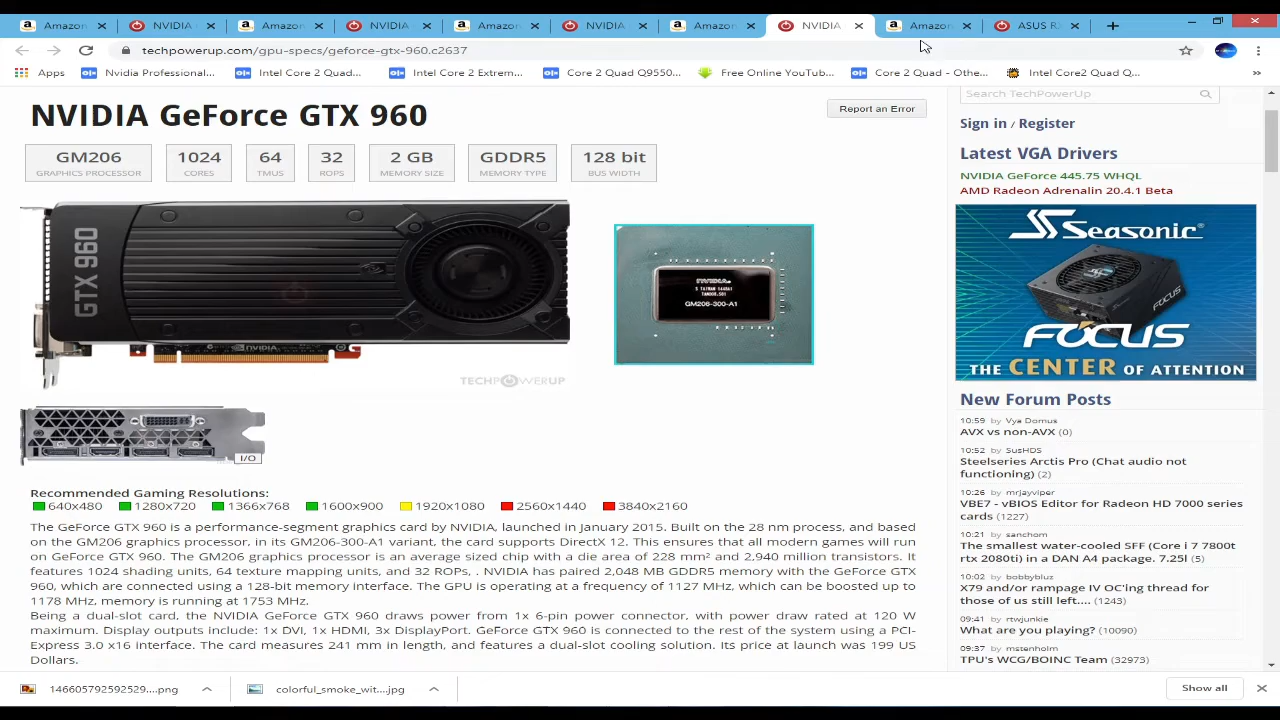 Amazon
NVIDIA
Amazon
NVIDIA
Amazon
NVIDIA
Amazon
NVIDIA
Amazon
ASUS R
techpowerup.com/gpu-specs/geforce-gtx-960.c2637
Apps
Nvidia Professional...
Intel Core 2 Quad...
Intel Core 2 Extrem...
Core 2 Quad Q9550...
Free Online YouTub...
Core 2 Quad - Othe...
Intel Core2 Quad Q...
NVIDIA GeForce GTX 960
Report an Error
GM206
GRAPHICS PROCESSOR
1024
CORES
64
TMUS
32
ROPS
2 GB
MEMORY SIZE
GDDR5
MEMORY TYPE
128 bit
BUS WIDTH
GTX 960
NVIDIA
TECHPOWERUP
NVIDIA
GM206-300-A1
I/O
Recommended Gaming Resolutions:
640x480
1280x720
1366x768
1600x900
1920x1080
2560x1440
3840x2160
The GeForce GTX 960 is a performance-segment graphics card by NVIDIA, launched in January 2015. Built on the 28 nm process, and based
on the GM206 graphics processor, in its GM206-300-A1 variant, the card supports DirectX 12. This ensures that all modern games will run
on GeForce GTX 960. The GM206 graphics processor is an average sized chip with a die area of 228 mm² and 2,940 million transistors. It
features 1024 shading units, 64 texture mapping units, and 32 ROPs, . NVIDIA has paired 2,048 MB GDDR5 memory with the GeForce GTX
960, which are connected using a 128-bit memory interface. The GPU is operating at a frequency of 1127 MHz, which can be boosted up to
1178 MHz, memory is running at 1753 MHz.
Being a dual-slot card, the NVIDIA GeForce GTX 960 draws power from 1x 6-pin power connector, with power draw rated at 120 W
maximum. Display outputs include: 1x DVI, 1x HDMI, 3x DisplayPort. GeForce GTX 960 is connected to the rest of the system using a PCI-
Express 3.0 x16 interface. The card measures 241 mm in length, and features a dual-slot cooling solution. Its price at launch was 199 US
Dollars.
Search TechPowerUp
Sign in / Register
Latest VGA Drivers
NVIDIA GeForce 445.75 WHQL
AMD Radeon Adrenalin 20.4.1 Beta
Seasonic
FOCUS
FOCUS
THE CENTER OF ATTENTION
New Forum Posts
10:59 by Vya Domus
AVX vs non-AVX (0)
10:52 by SusHDS
Steelseries Arctis Pro (Chat audio not
functioning) (2)
10:26 by mrjayviper
VBE7 - vBIOS Editor for Radeon HD 7000 series
cards (1227)
10:21 by sanchom
The smallest water-cooled SFF (Core i 7 7800t
rtx 2080ti) in a DAN A4 package. 7.25l (5)
10:02 by bobbybluz
X79 and/or rampage IV OC'ing thread for
those of us still left.... (1243)
09:41 by rtwjunkie
What are you playing? (10090)
09:37 by mstenholm
TPU's WCG/BOINC Team (32973)
146605792592529....png
colorful_smoke_wit....jpg
Show all